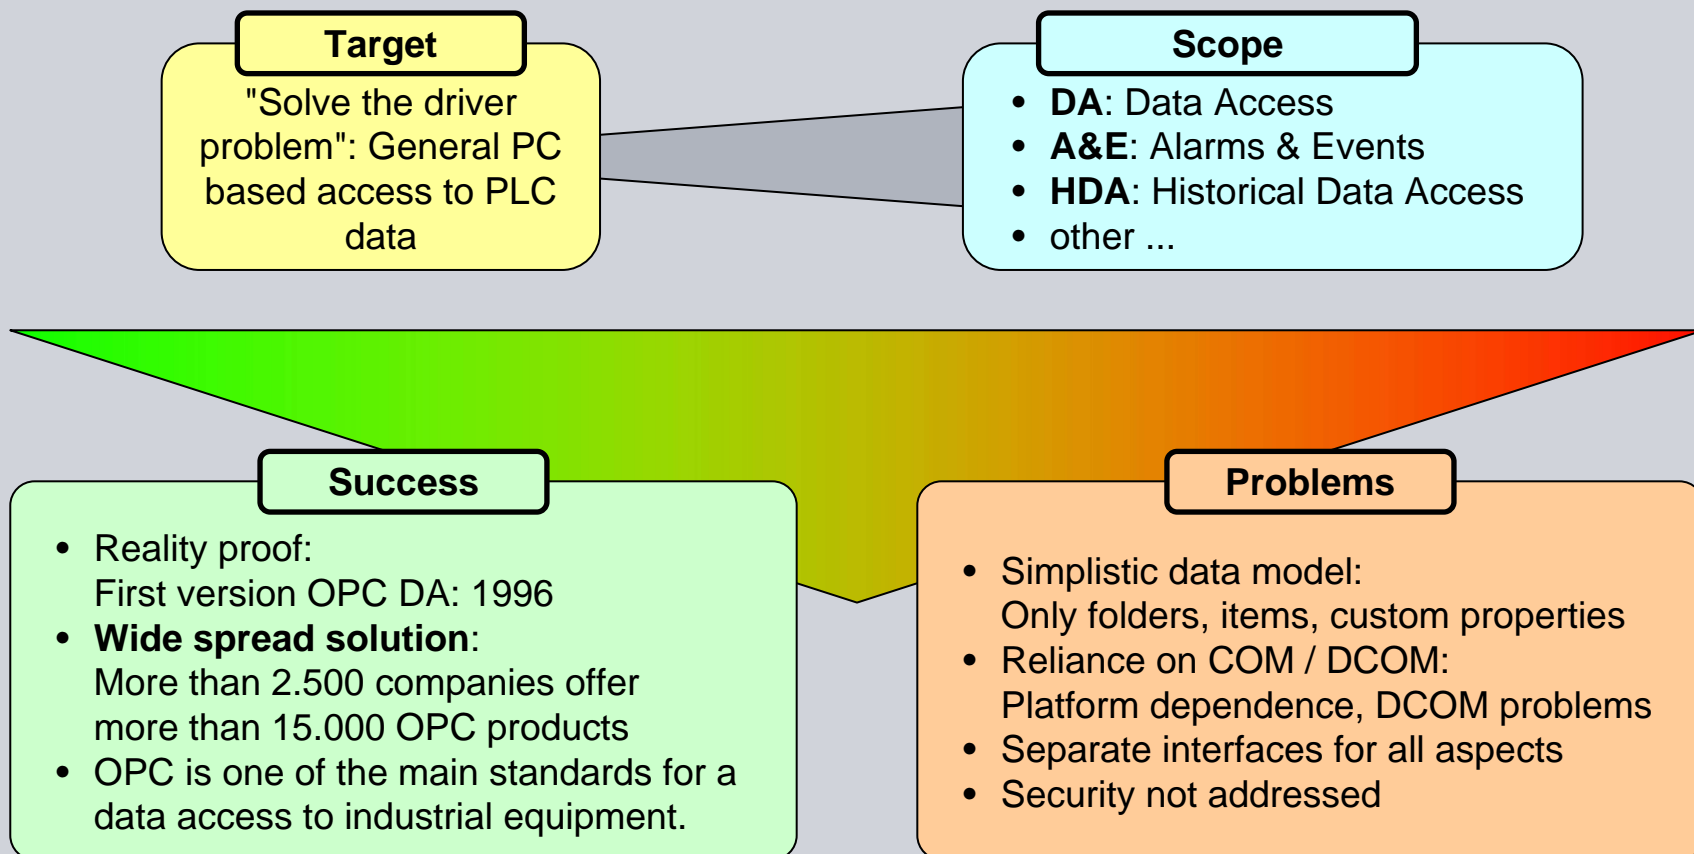 Target
"Solve the driver
problem": General PC
based access to PLC
data
Scope
• DA: Data Access
• A&E: Alarms & Events
• HDA: Historical Data Access
• other ...
Success
• Reality proof:
First version OPC DA: 1996
• Wide spread solution:
More than 2.500 companies offer
more than 15.000 OPC products
• OPC is one of the main standards for a
data access to industrial equipment.
Problems
• Simplistic data model:
Only folders, items, custom properties
• Reliance on COM / DCOM:
Platform dependence, DCOM problems
• Separate interfaces for all aspects
• Security not addressed